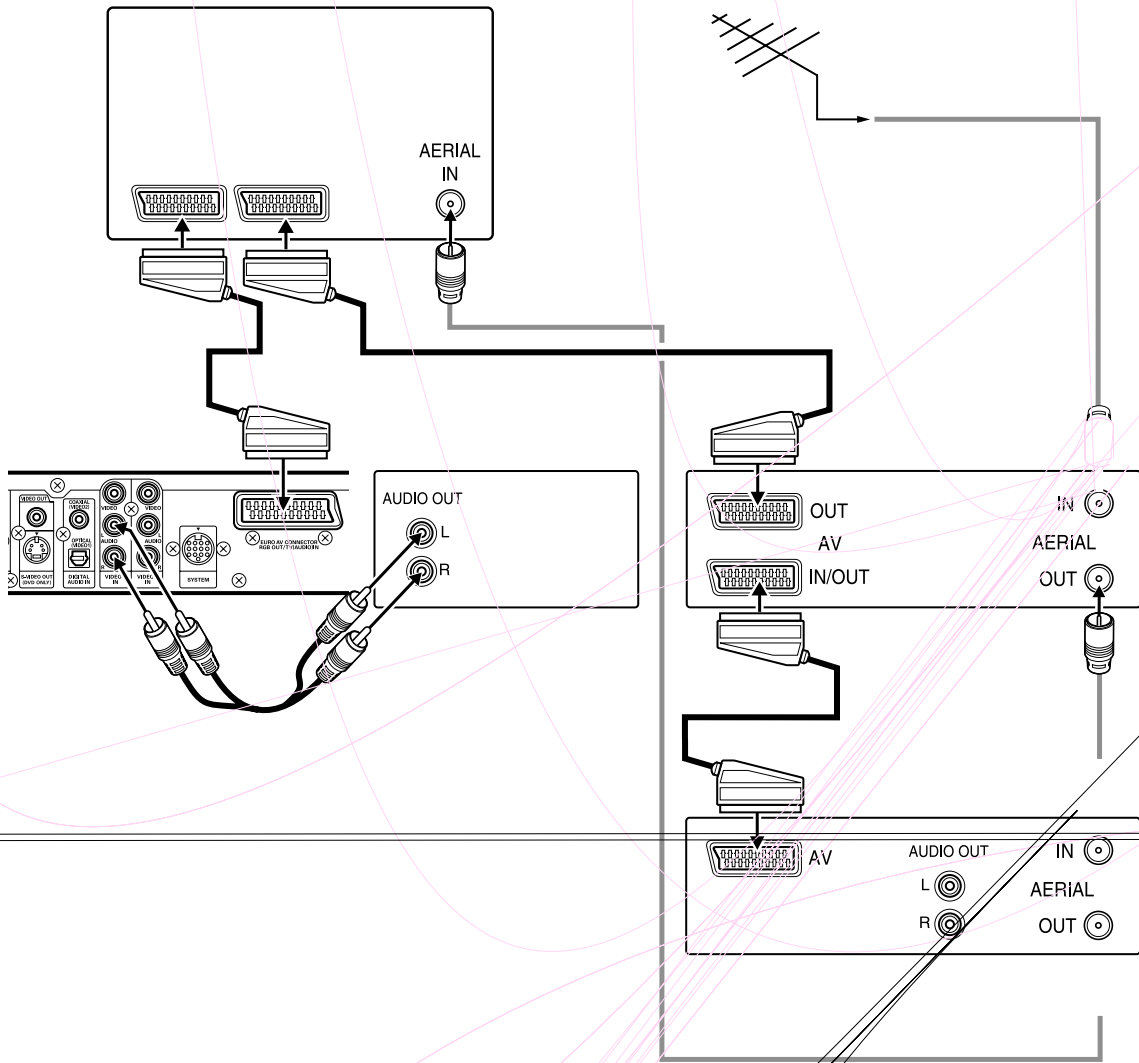 AERIAL
IN
VIDEO OUT
S-VIDEO OUT
(DVD ONLY)
COAXIAL
(VIDEO2)
OPTICAL
(VIDEO1)
DIGITAL
AUDIO IN
VIDEO
AUDIO
R
VIDEO
IN
VIDEO
AUDIO
R
VIDEO
IN
SYSTEM
EURO AV CONNECTOR
RGB OUT/TV(AUDIO)IN
AUDIO OUT
L
R
OUT
AV
IN/OUT
IN
AERIAL
OUT
AV
AUDIO OUT
L
R
IN
AERIAL
OUT